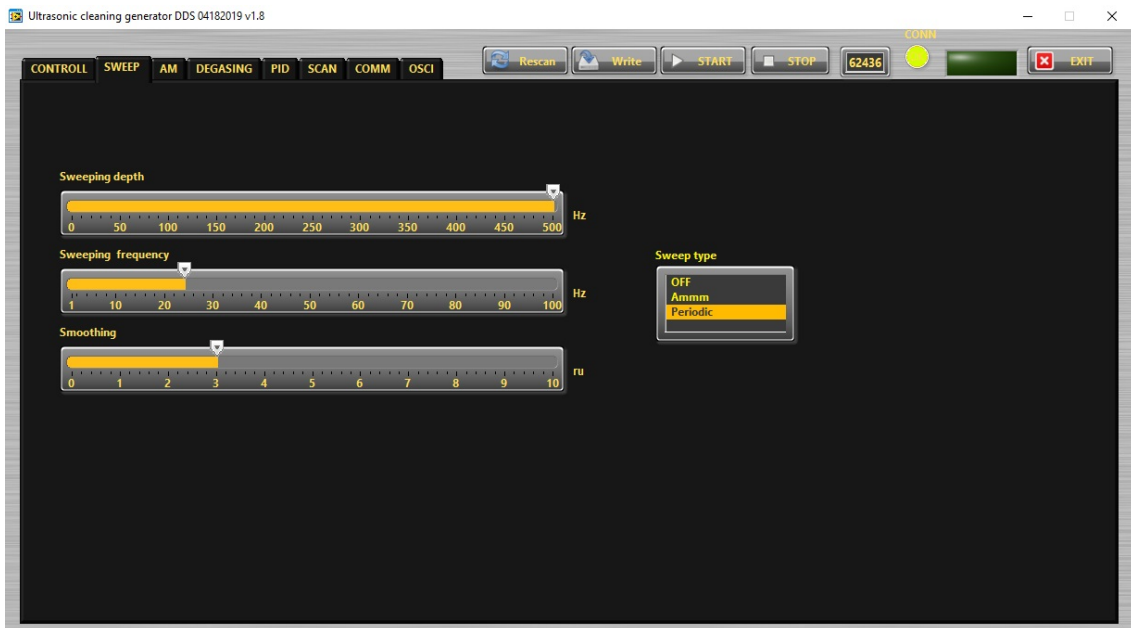 Ultrasonic cleaning generator DDS 04182019 v1.8
CONN
CONTROLL SWEEP AM DEGASING PID SCAN COMM OSCI
Rescan Write START STOP 62436 EXIT
Sweeping depth
0 50 100 150 200 250 300 350 400 450 500 Hz
Sweeping frequency
1 10 20 30 40 50 60 70 80 90 100 Hz
Smoothing
0 1 2 3 4 5 6 7 8 9 10 ru
Sweep type
OFF
Ammm
Periodic